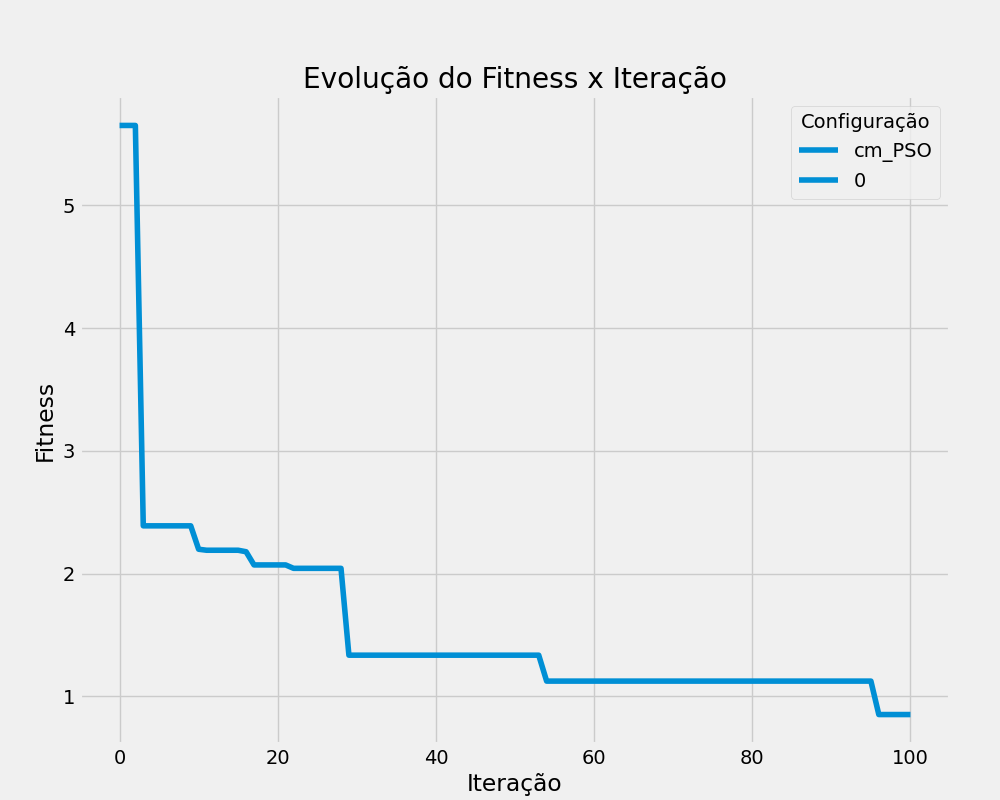 Evolução do Fitness x Iteração
Configuração
cm_PSO
0
5
4
3
2
1
Fitness
0 20 40 60 80 100
Iteração